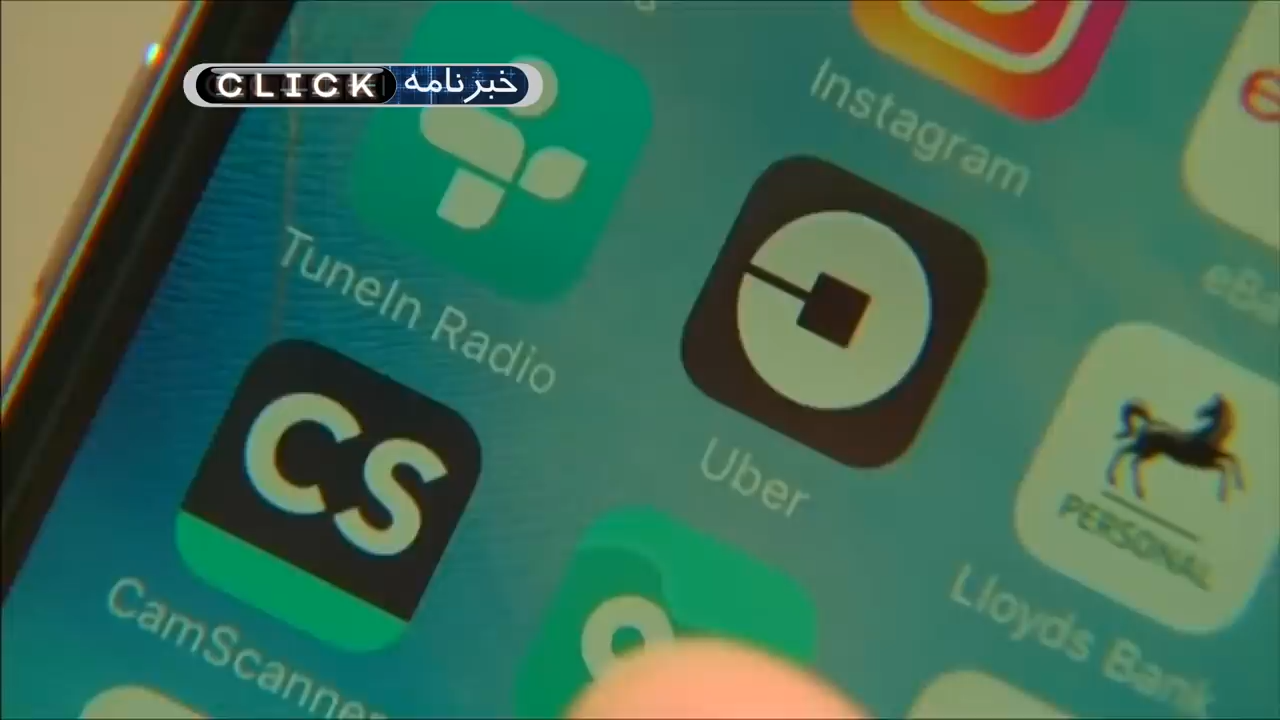 CLICK خبرنامه
Instagram
TuneIn Radio
Uber
CS
PERSONAL
Lloyds Bank
CamScanner